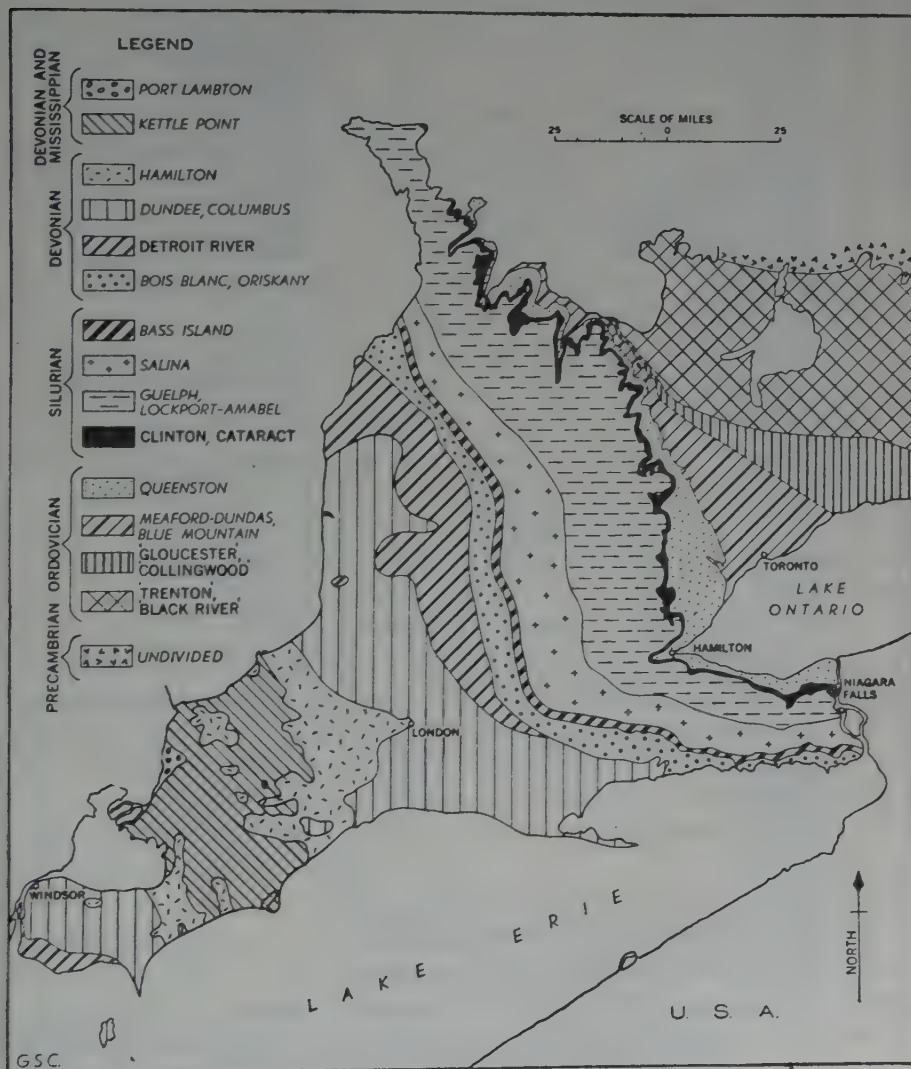 LEGEND
DEVONIAN AND
MISSISSIPPIAN
PORT LAMBTON
KETTLE POINT
DEVONIAN
HAMILTON
DUNDEE, COLUMBUS
DETROIT RIVER
BOIS BLANC, ORISKANY
SILURIAN
BASS ISLAND
SALINA
GUELPH,
LOCKPORT-AMABEL
CLINTON, CATARACT
ORDOVICIAN
QUEENSTON
MEAFORD-DUNDAS,
BLUE MOUNTAIN
GLOUCESTER,
COLLINGWOOD
TRENTON,
BLACK RIVER
PRECAMBRIAN
UNDIVIDED
SCALE OF MILES
25 0 25
TORONTO
LAKE
ONTARIO
HAMILTON
NIAGARA
FALLS
LONDON
WINDSOR
LAKE ERIE
NORTH
U. S. A.
G.S.C.